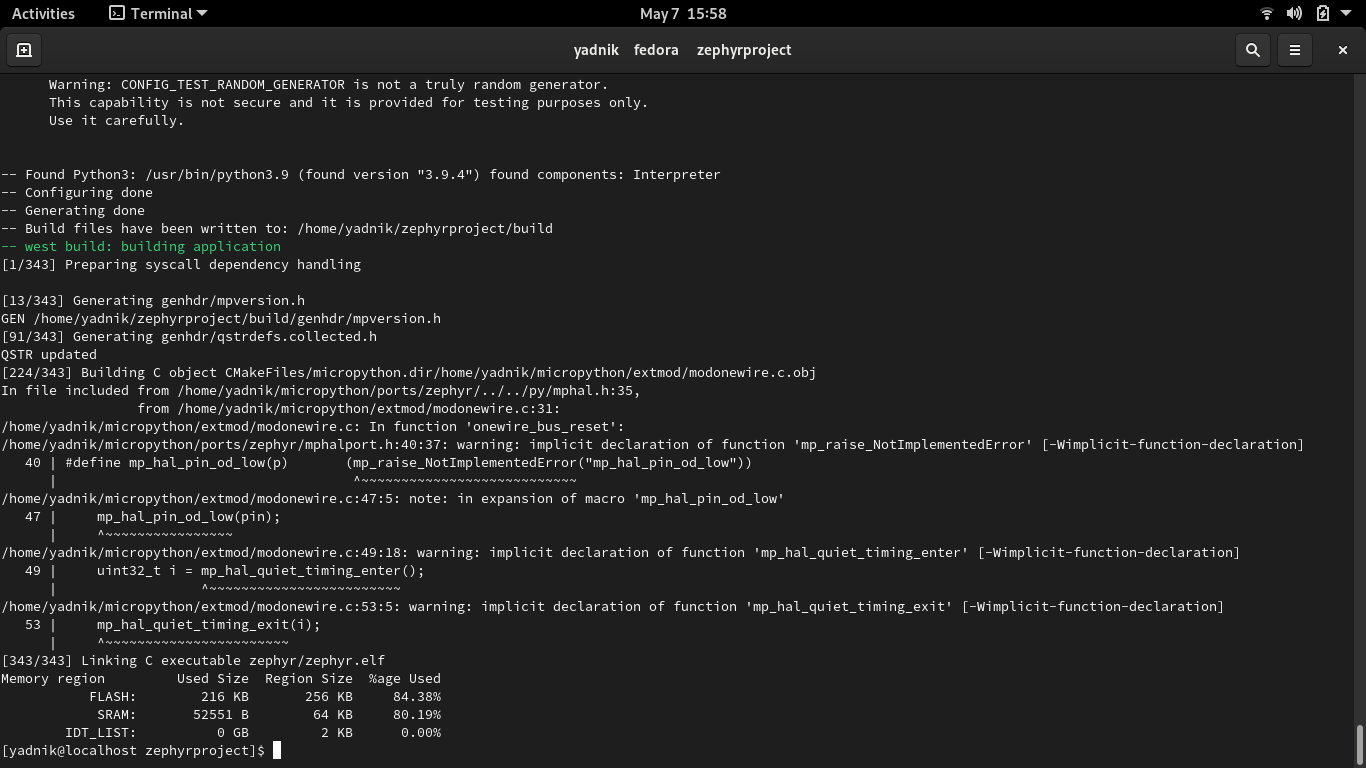 Activities Terminal May 7 15:58
yadnik fedora zephyrproject
Warning: CONFIG_TEST_RANDOM_GENERATOR is not a truly random generator.
This capability is not secure and it is provided for testing purposes only.
Use it carefully.
-- Found Python3: /usr/bin/python3.9 (found version "3.9.4") found components: Interpreter
-- Configuring done
-- Generating done
-- Build files have been written to: /home/yadnik/zephyrproject/build
-- west build: building application
[1/343] Preparing syscall dependency handling
[13/343] Generating genhdr/mpversion.h
GEN /home/yadnik/zephyrproject/build/genhdr/mpversion.h
[91/343] Generating genhdr/qstrdefs.collected.h
QSTR updated
[224/343] Building C object CMakeFiles/micropython.dir/home/yadnik/micropython/extmod/modonewire.c.obj
In file included from /home/yadnik/micropython/ports/zephyr/../../py/mphal.h:35,
                 from /home/yadnik/micropython/extmod/modonewire.c:31:
/home/yadnik/micropython/extmod/modonewire.c: In function 'onewire_bus_reset':
/home/yadnik/micropython/ports/zephyr/mphalport.h:40:37: warning: implicit declaration of function 'mp_raise_NotImplementedError' [-Wimplicit-function-declaration]
   40 | #define mp_hal_pin_od_low(p)       (mp_raise_NotImplementedError("mp_hal_pin_od_low"))
      |                                     ^~~~~~~~~~~~~~~~~~~~~~~~~~~~
/home/yadnik/micropython/extmod/modonewire.c:47:5: note: in expansion of macro 'mp_hal_pin_od_low'
   47 |     mp_hal_pin_od_low(pin);
      |     ^~~~~~~~~~~~~~~~~
/home/yadnik/micropython/extmod/modonewire.c:49:18: warning: implicit declaration of function 'mp_hal_quiet_timing_enter' [-Wimplicit-function-declaration]
   49 |     uint32_t i = mp_hal_quiet_timing_enter();
      |                  ^~~~~~~~~~~~~~~~~~~~~~~~~
/home/yadnik/micropython/extmod/modonewire.c:53:5: warning: implicit declaration of function 'mp_hal_quiet_timing_exit' [-Wimplicit-function-declaration]
   53 |     mp_hal_quiet_timing_exit(i);
      |     ^~~~~~~~~~~~~~~~~~~~~~~~
[343/343] Linking C executable zephyr/zephyr.elf
Memory region         Used Size  Region Size  %age Used
           FLASH:        216 KB       256 KB     84.38%
            SRAM:       52551 B        64 KB     80.19%
        IDT_LIST:          0 GB         2 KB      0.00%
[yadnik@localhost zephyrproject]$